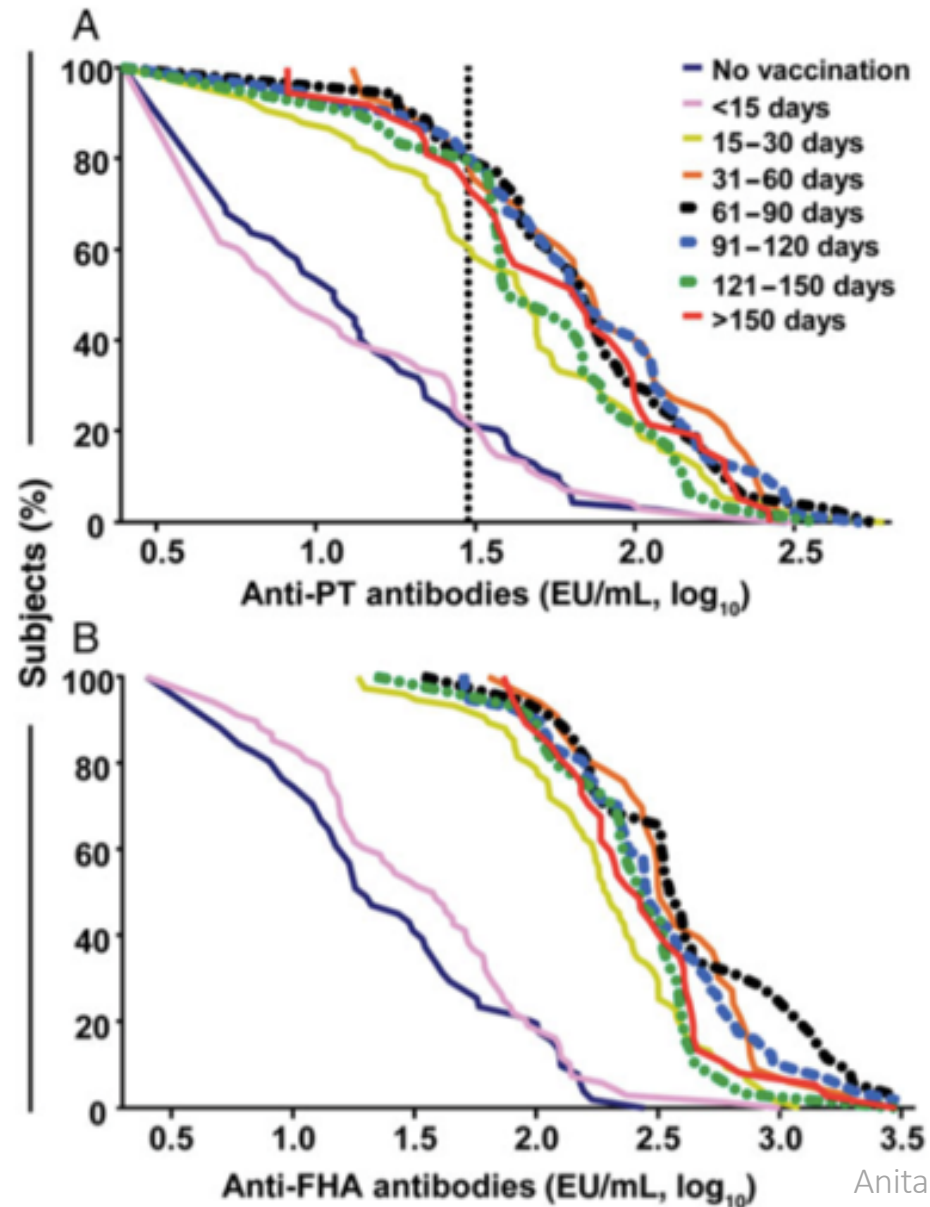 A
100
80
60
40
20
0
0.5 1.0 1.5 2.0 2.5
Anti-PT antibodies (EU/mL, log10)
No vaccination
<15 days
15–30 days
31–60 days
61–90 days
91–120 days
121–150 days
>150 days
Subjects (%)
B
100
80
60
40
20
0
0.5 1.0 1.5 2.0 2.5 3.0 3.5
Anti-FHA antibodies (EU/mL, log10)
Anita